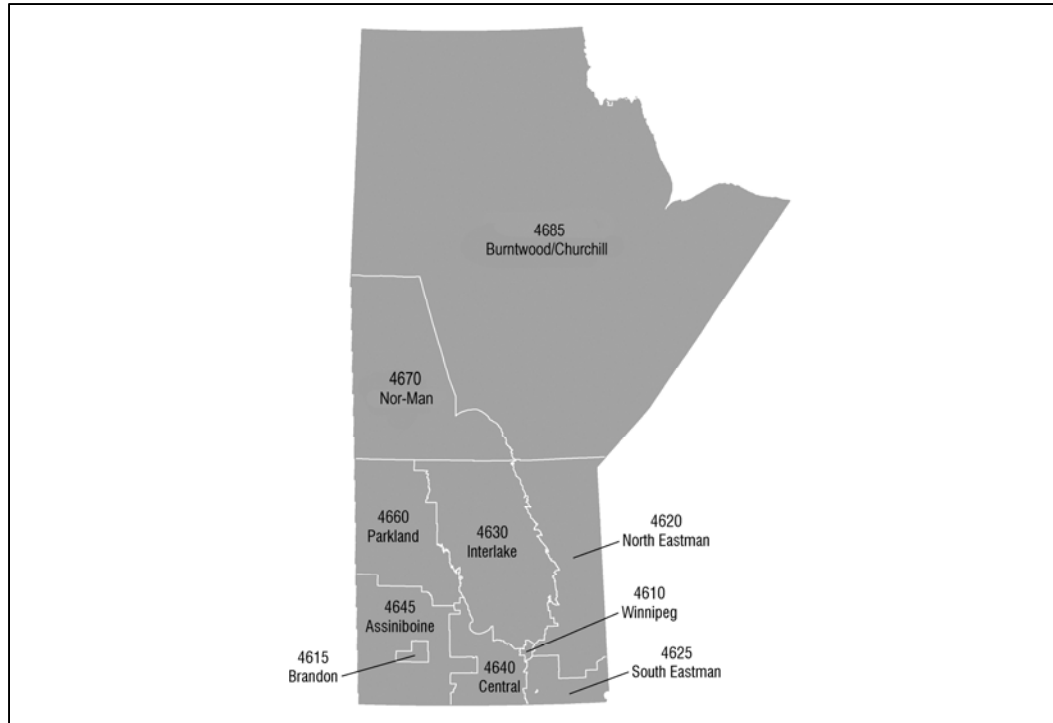 4685
Burntwood/Churchill
4670
Nor-Man
4660
Parkland
4630
Interlake
4620
North Eastman
4610
Winnipeg
4645
Assiniboine
4615
Brandon
4640
Central
4625
South Eastman